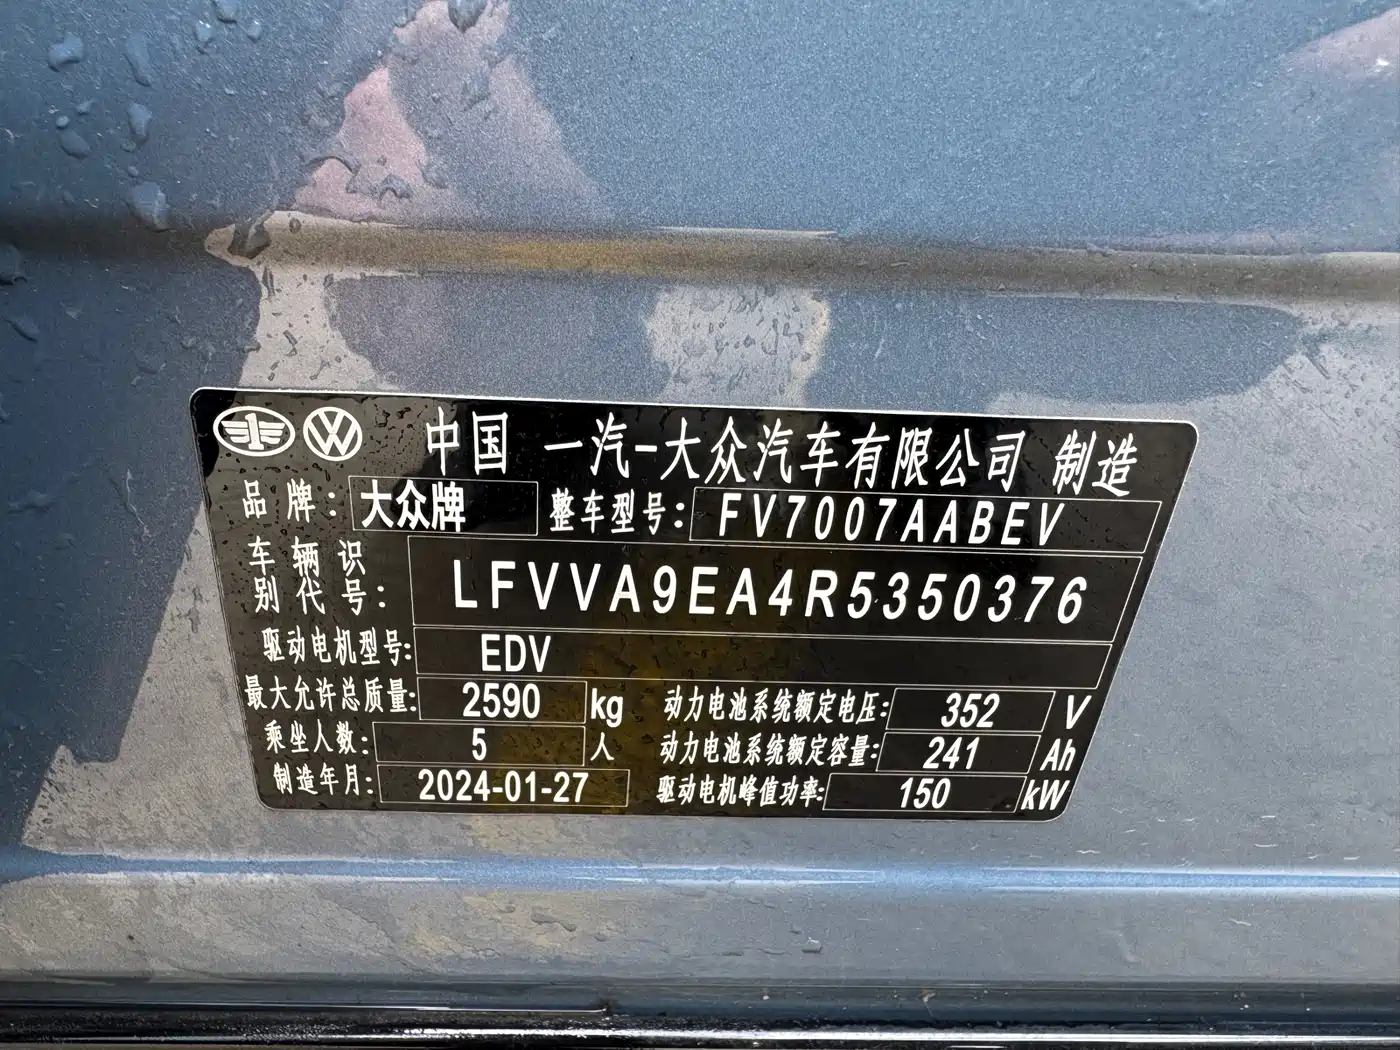 中国 一汽-大众汽车有限公司 制造
品牌: 大众牌 整车型号: FV7007AABEV
车辆识别代号: LFVVA9EA4R5350376
驱动电机型号: EDV
最大允许总质量: 2590 kg 动力电池系统额定电压: 352 V
乘坐人数: 5 人 动力电池系统额定容量: 241 Ah
制造年月: 2024-01-27 驱动电机峰值功率: 150 kW